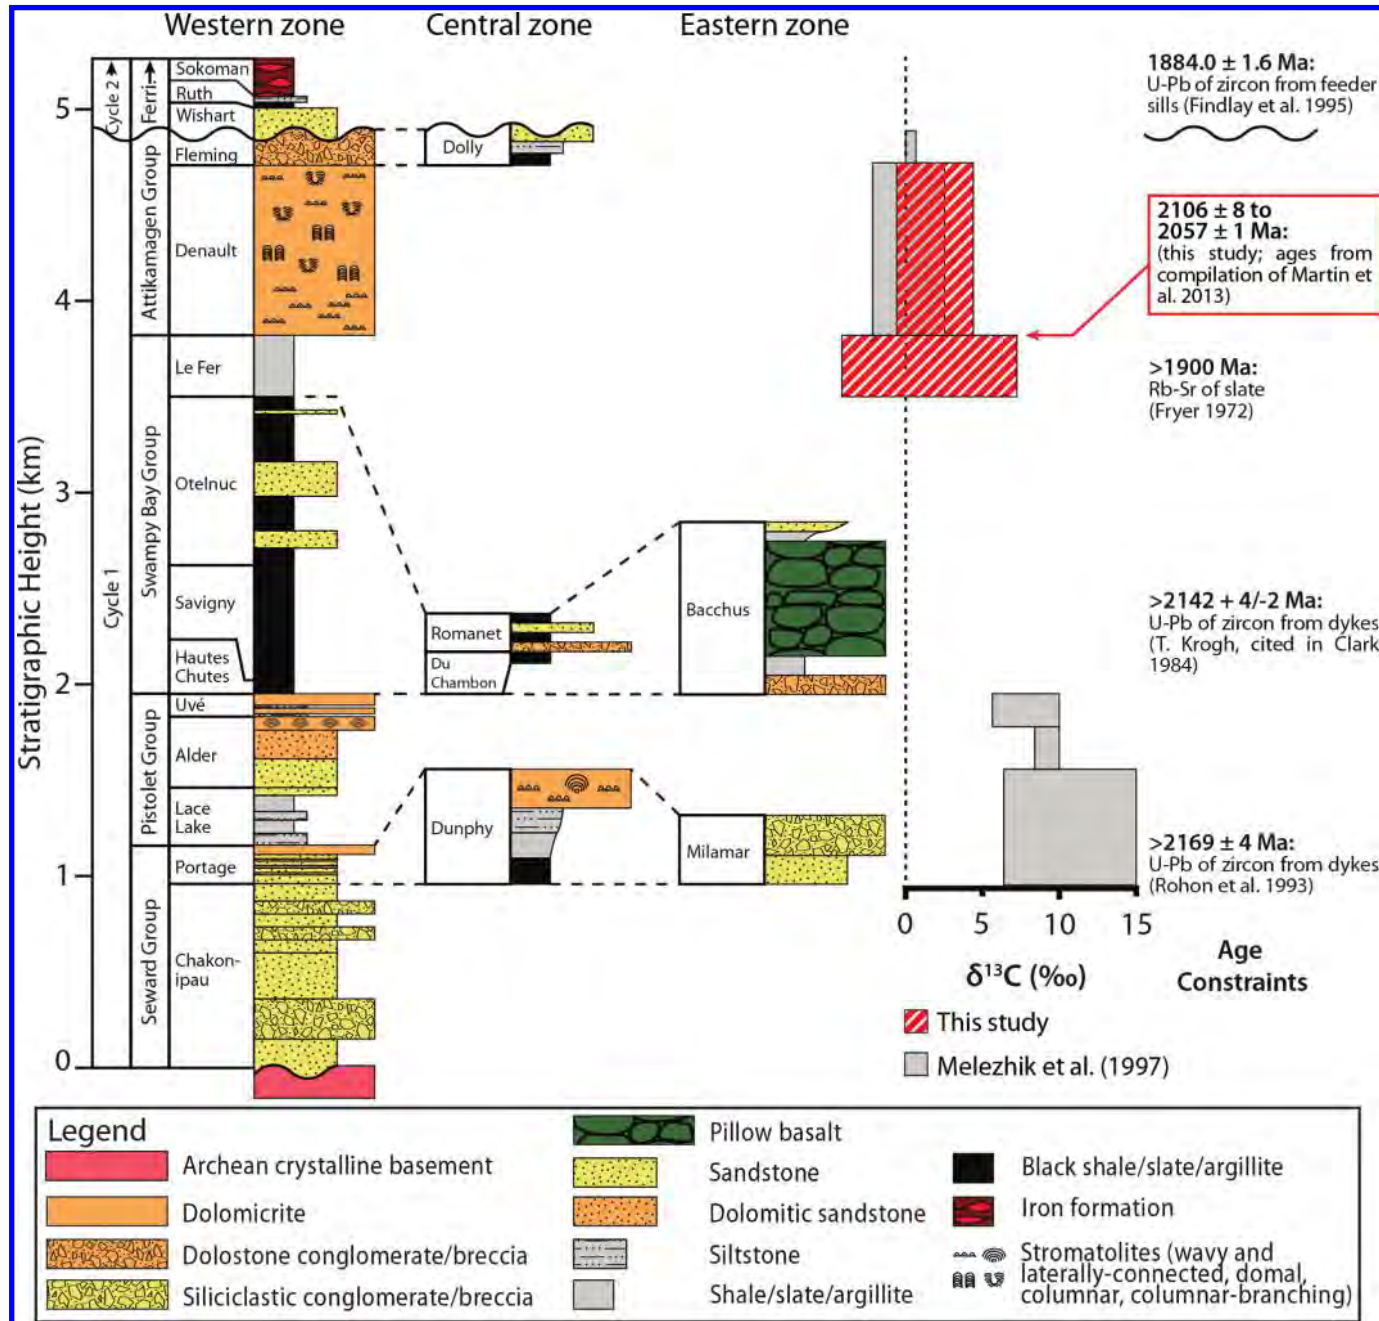 Western zone
Central zone
Eastern zone
Stratigraphic Height (km)
5
4
3
2
1
0
Cycle 2
Cycle 1
Ferri.
Attikamagen Group
Swampy Bay Group
Pistolet Group
Seward Group
Sokoman
Ruth
Wishart
Fleming
Denault
Le Fer
Otelnuc
Savigny
Hautes
Chutes
Uvé
Alder
Lace
Lake
Portage
Chakon-
ipau
Dolly
Romanet
Du
Chambon
Dunphy
Bacchus
Milamar
0
5
10
15
δ¹³C (‰)
This study
Melezhik et al. (1997)
1884.0 ± 1.6 Ma:
U-Pb of zircon from feeder
sills (Findlay et al. 1995)
2106 ± 8 to
2057 ± 1 Ma:
(this study; ages from
compilation of Martin et
al. 2013)
>1900 Ma:
Rb-Sr of slate
(Fryer 1972)
>2142 + 4/-2 Ma:
U-Pb of zircon from dykes
(T. Krogh, cited in Clark
1984)
>2169 ± 4 Ma:
U-Pb of zircon from dykes
(Rohon et al. 1993)
Age
Constraints
Legend
Archean crystalline basement
Dolomicrite
Dolostone conglomerate/breccia
Siliciclastic conglomerate/breccia
Pillow basalt
Sandstone
Dolomitic sandstone
Siltstone
Shale/slate/argillite
Black shale/slate/argillite
Iron formation
Stromatolites (wavy and
laterally-connected, domal,
columnar, columnar-branching)